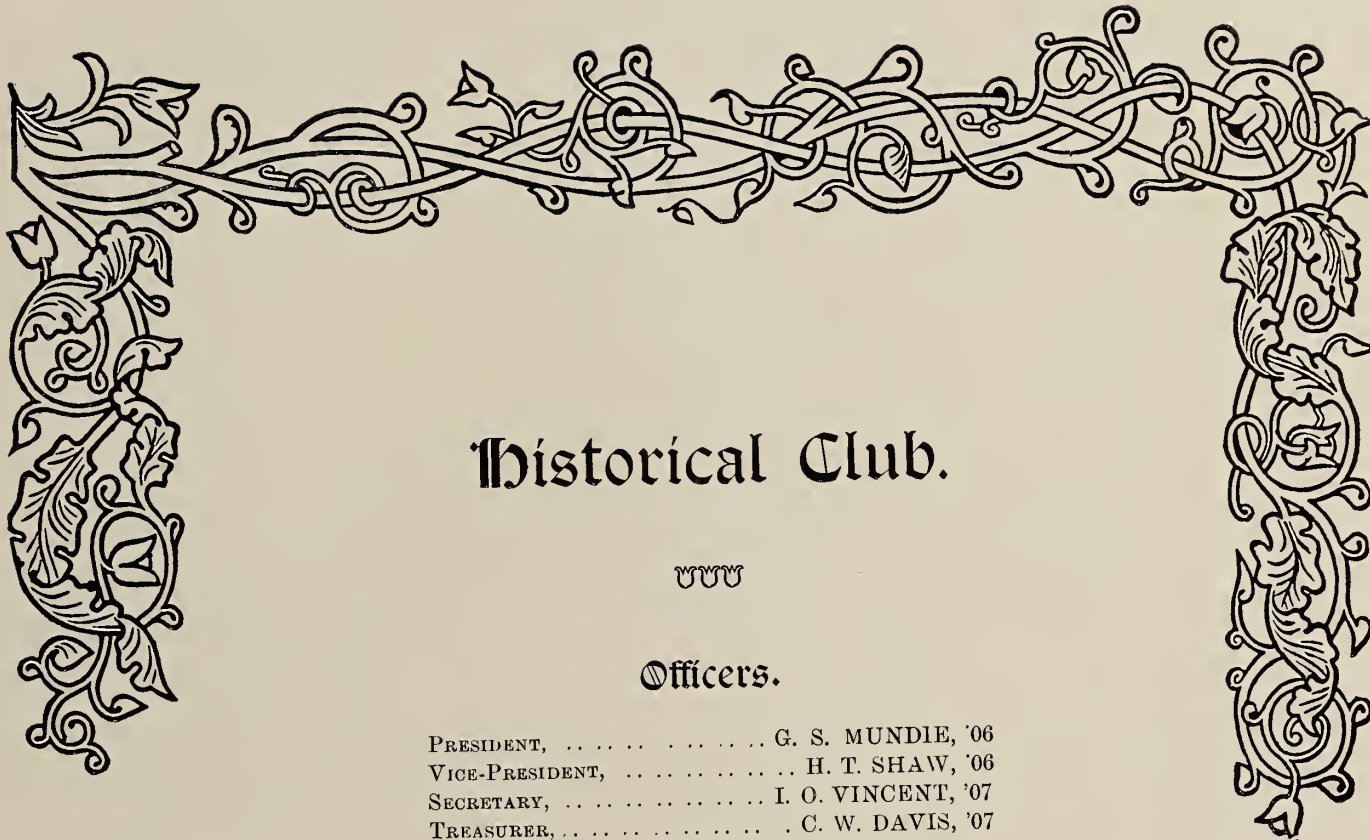 Historical Club.
Officers.
PRESIDENT, .................. G. S. MUNDIE, '06
VICE-PRESIDENT, .............. H. T. SHAW, '06
SECRETARY, ................ I. O. VINCENT, '07
TREASURER, ................ C. W. DAVIS, '07